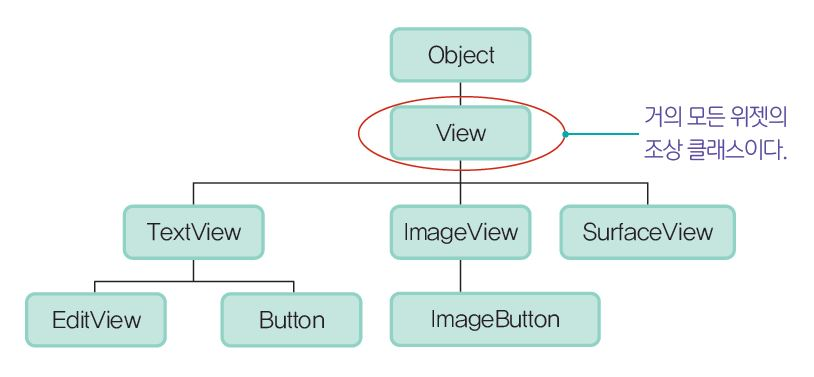 Object
View
거의 모든 위젯의
조상 클래스이다.
TextView
ImageView
SurfaceView
EditView
Button
ImageButton